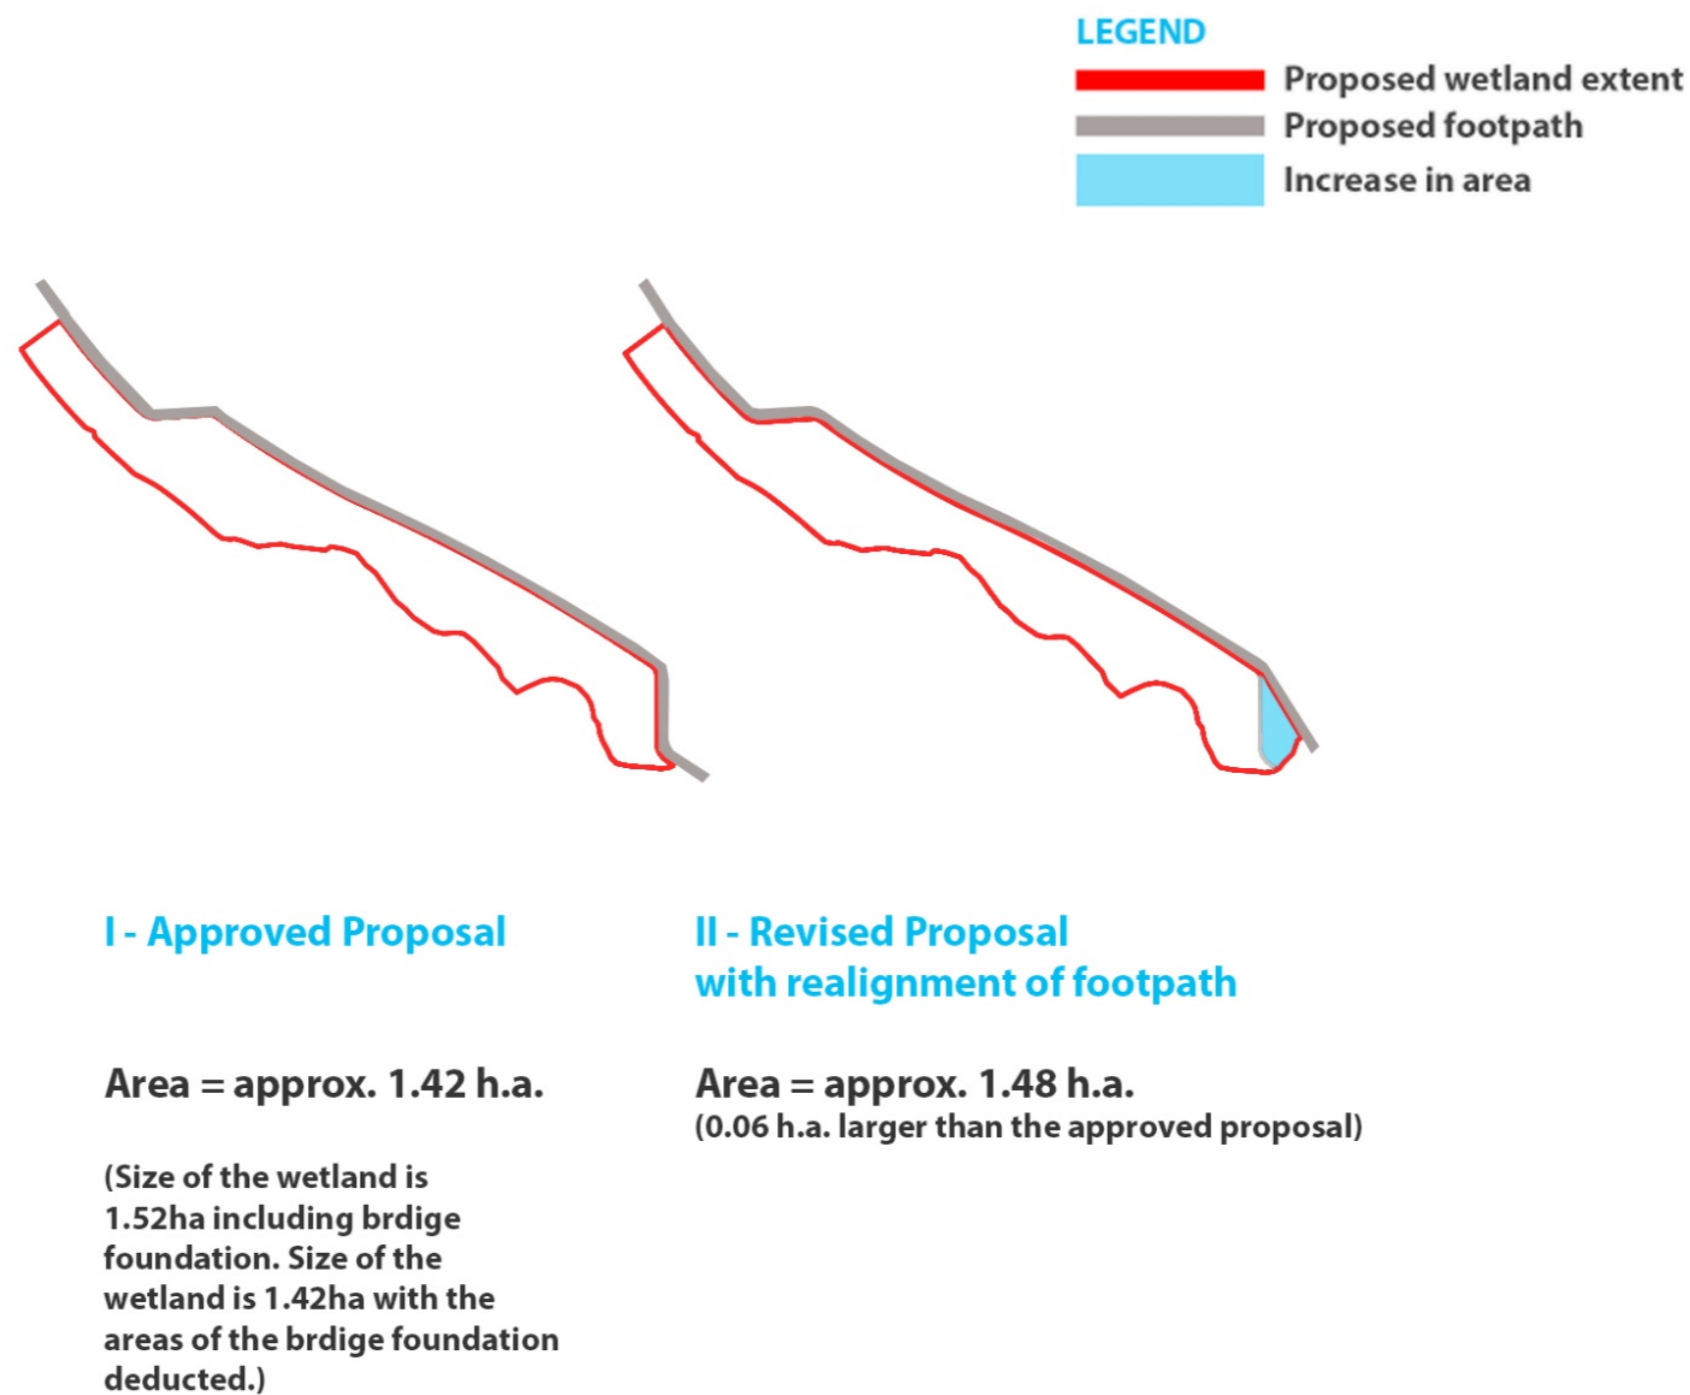 LEGEND
Proposed wetland extent
Proposed footpath
Increase in area
I - Approved Proposal
Area = approx. 1.42 h.a.
(Size of the wetland is
1.52ha including brdige
foundation. Size of the
wetland is 1.42ha with the
areas of the brdige foundation
deducted.)
II - Revised Proposal
with realignment of footpath
Area = approx. 1.48 h.a.
(0.06 h.a. larger than the approved proposal)